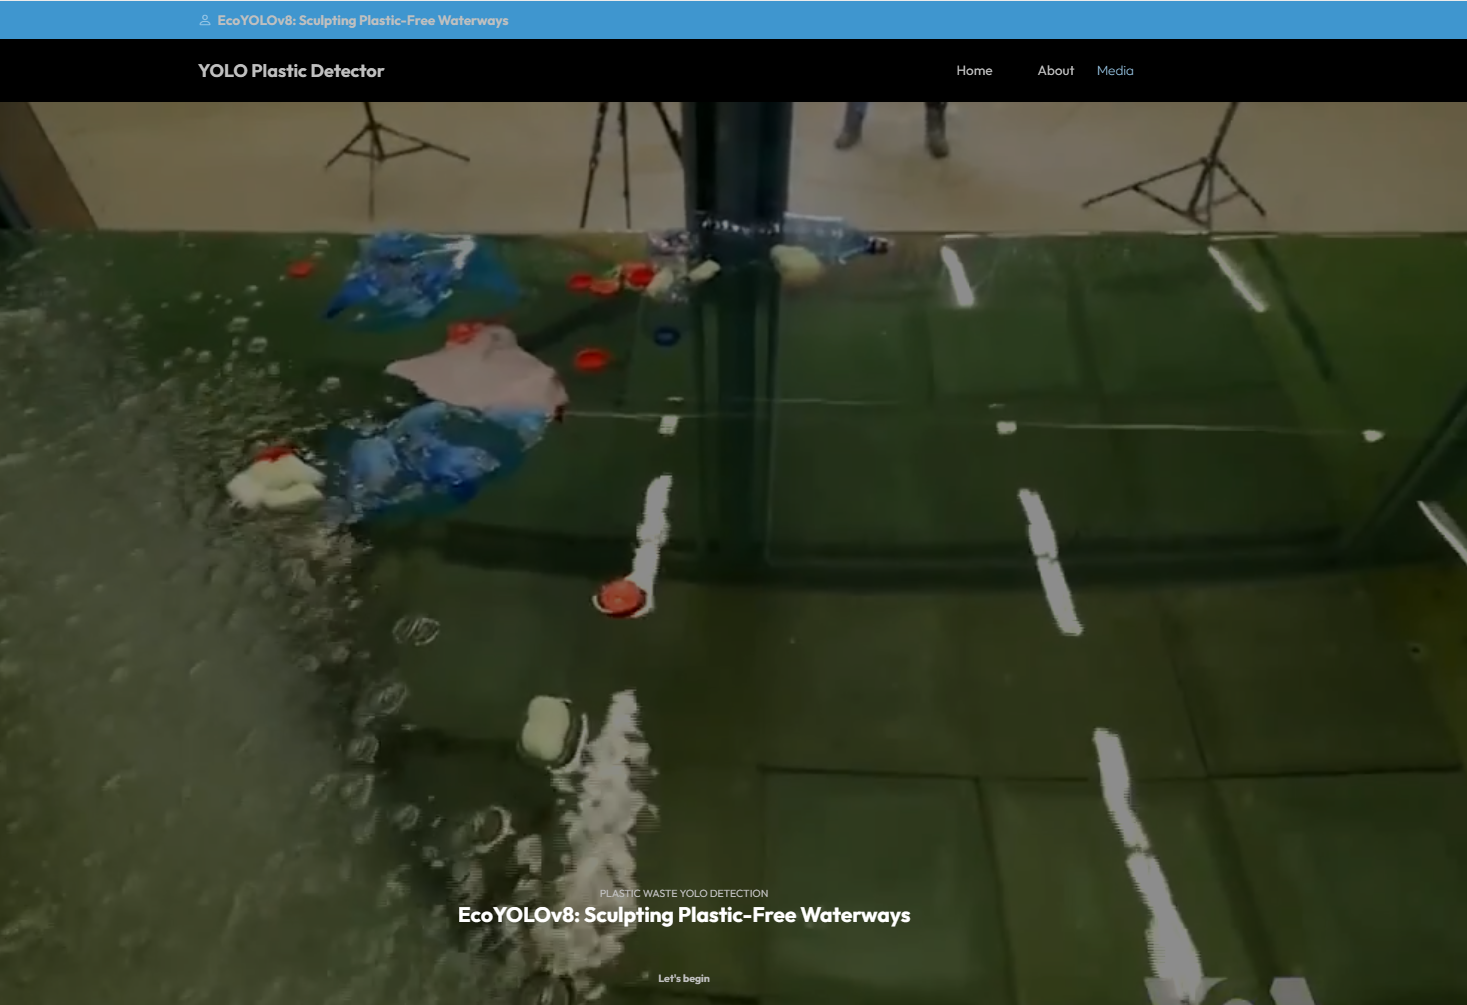 EcoYOLOv8: Sculpting Plastic-Free Waterways
YOLO Plastic Detector
Home About Media
PLASTIC WASTE YOLO DETECTION
EcoYOLOv8: Sculpting Plastic-Free Waterways
Let's begin